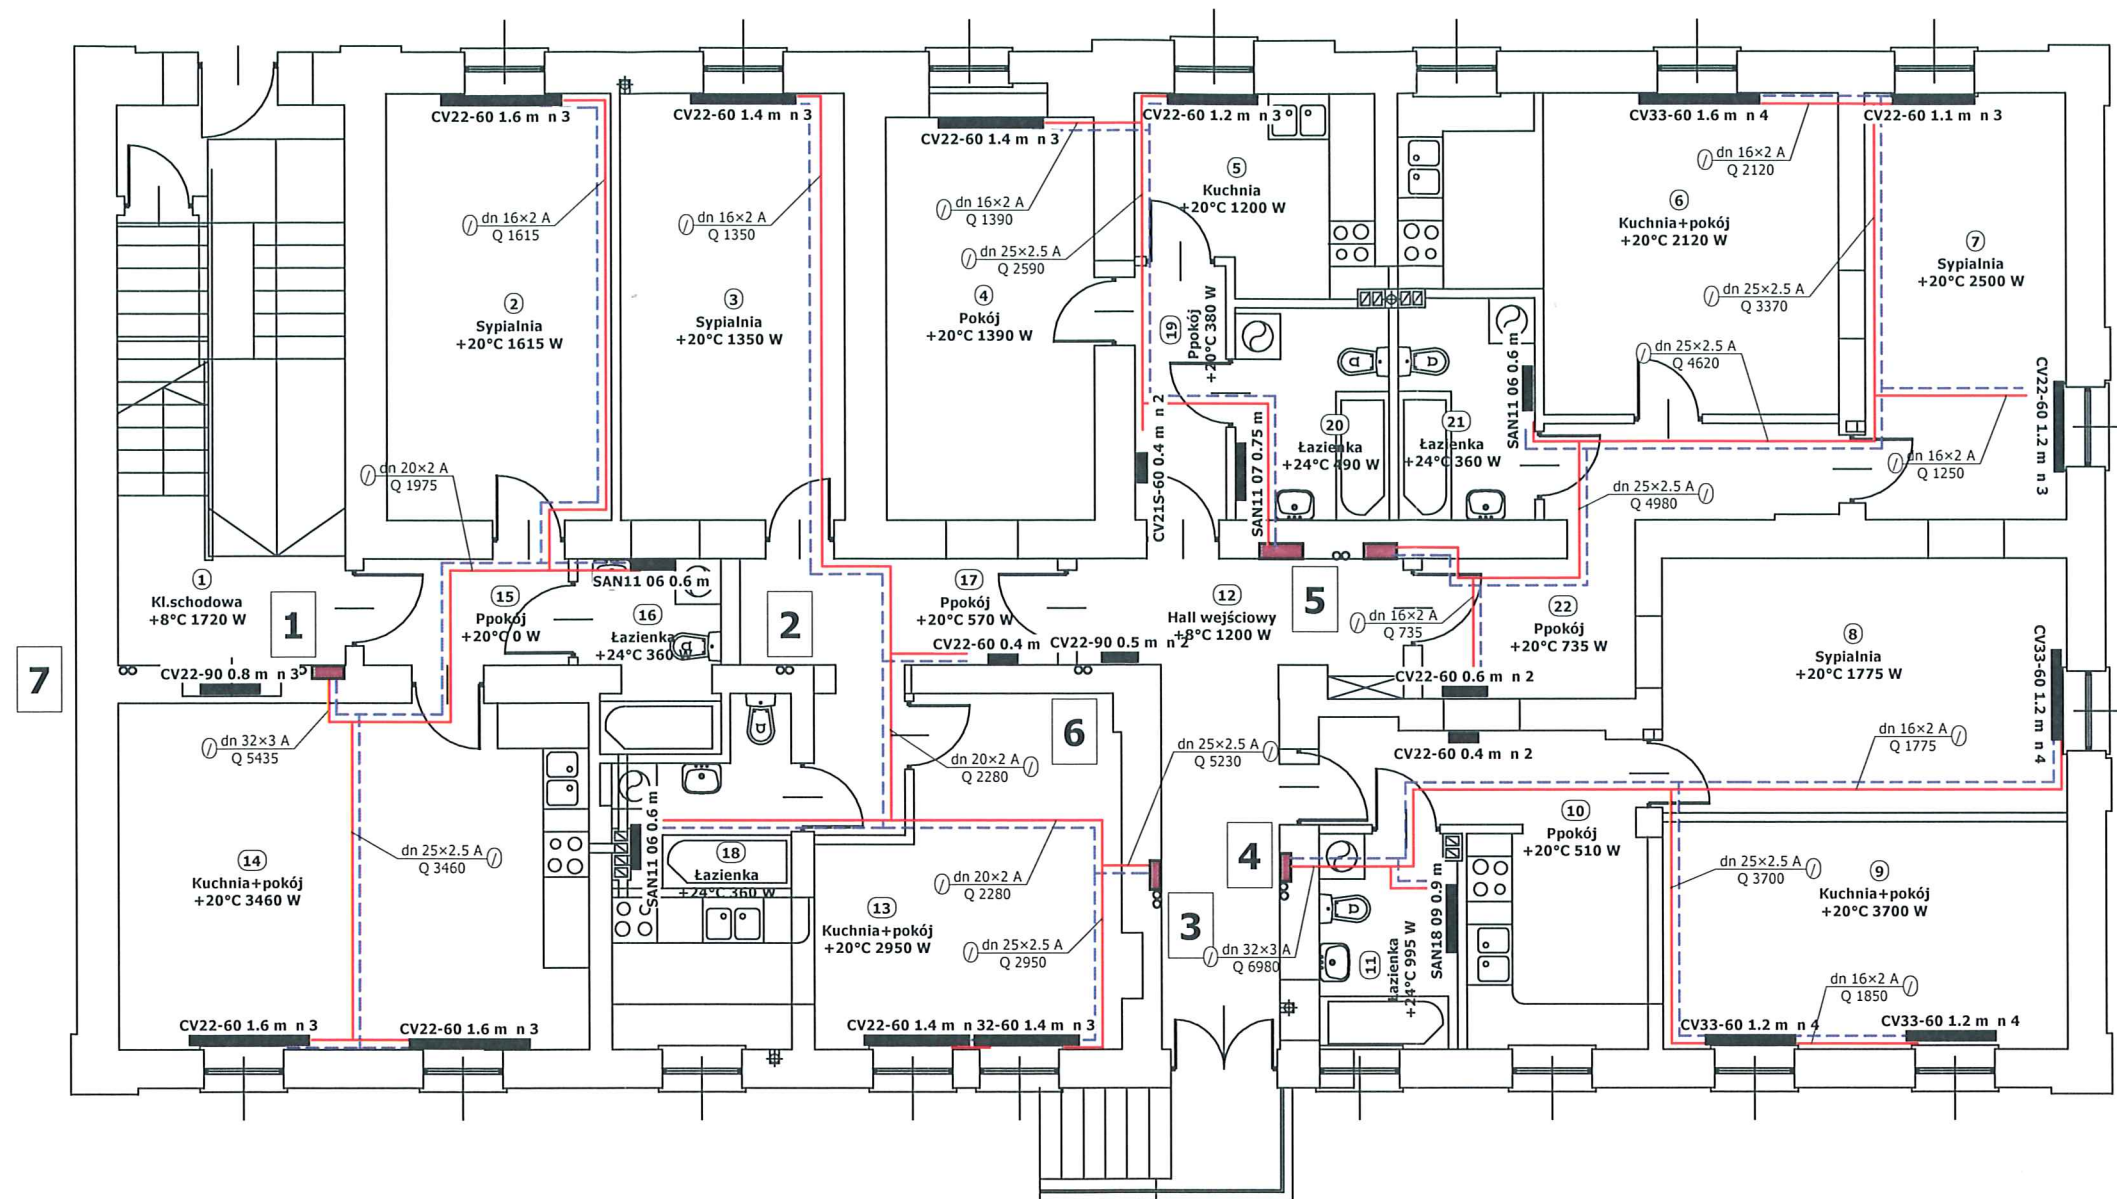 CV22-60 1.6 m n 3
CV22-60 1.4 m n 3
CV22-60 1.4 m n 3
CV22-60 1.2 m n 3
CV33-60 1.6 m n 4
CV22-60 1.1 m n 3
dn 16×2 A
Q 1615
dn 16×2 A
Q 1350
dn 16×2 A
Q 1390
dn 25×2.5 A
Q 2590
dn 16×2 A
Q 2120
dn 25×2.5 A
Q 3370
dn 25×2.5 A
Q 4620
dn 16×2 A
Q 1250
dn 25×2.5 A
Q 4980
2
Sypialnia
+20°C 1615 W
3
Sypialnia
+20°C 1350 W
4
Pokój
+20°C 1390 W
5
Kuchnia
+20°C 1200 W
6
Kuchnia+pokój
+20°C 2120 W
7
Sypialnia
+20°C 2500 W
19
Ppokój
+20°C 380 W
20
Łazienka
+24°C 490 W
21
Łazienka
+24°C 360 W
SAN11 06 0.6 m
CV22-60 1.2 m n 3
CV21S-60 0.4 m n 2
SAN11 07 0.75 m
dn 20×2 A
Q 1975
1
Kl.schodowa
+8°C 1720 W
1
15
Ppokój
+20°C 0 W
SAN11 06 0.6 m
16
Łazienka
+24°C 360 W
2
17
Ppokój
+20°C 570 W
CV22-60 0.4 m
CV22-90 0.5 m n 2
12
Hall wejściowy
+8°C 1200 W
5
dn 16×2 A
Q 735
22
Ppokój
+20°C 735 W
CV22-60 0.6 m n 2
8
Sypialnia
+20°C 1775 W
CV33-60 1.2 m n 4
7
CV22-90 0.8 m n 3
dn 32×3 A
Q 5435
6
dn 20×2 A
Q 2280
dn 25×2.5 A
Q 5230
CV22-60 0.4 m n 2
dn 16×2 A
Q 1775
14
Kuchnia+pokój
+20°C 3460 W
dn 25×2.5 A
Q 3460
SAN11 06 0.6 m
18
Łazienka
+24°C 360 W
dn 20×2 A
Q 2280
13
Kuchnia+pokój
+20°C 2950 W
dn 25×2.5 A
Q 2950
4
3
dn 32×3 A
Q 6980
11
Łazienka
+24°C 995 W
SAN18 09 0.9 m
10
Ppokój
+20°C 510 W
dn 25×2.5 A
Q 3700
9
Kuchnia+pokój
+20°C 3700 W
dn 16×2 A
Q 1850
CV22-60 1.6 m n 3
CV22-60 1.6 m n 3
CV22-60 1.4 m n 32-60 1.4 m n 3
CV33-60 1.2 m n 4
CV33-60 1.2 m n 4